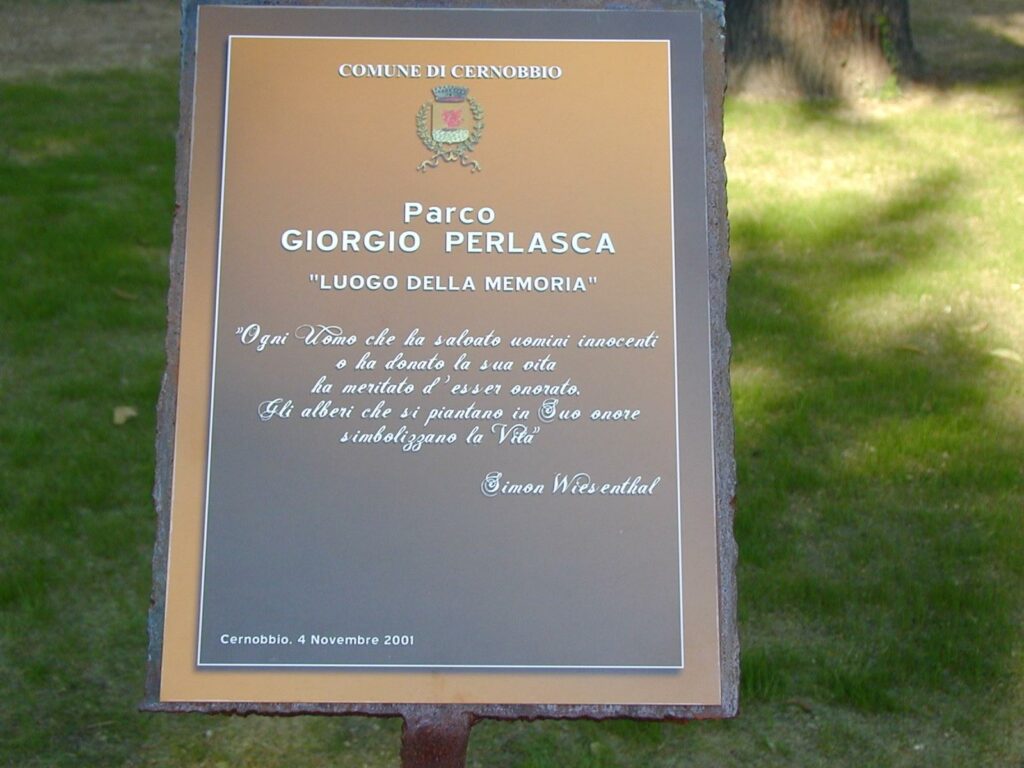 COMUNE DI CERNOBBIO
Parco
GIORGIO PERLASCA
"LUOGO DELLA MEMORIA"
"Ogni Uomo che ha salvato uomini innocenti
o ha donato la sua vita
ha meritato d'esser onorato.
Gli alberi che si piantano in Suo onore
simbolizzano la Vita"
Simon Wiesenthal
Cernobbio. 4 Novembre 2001